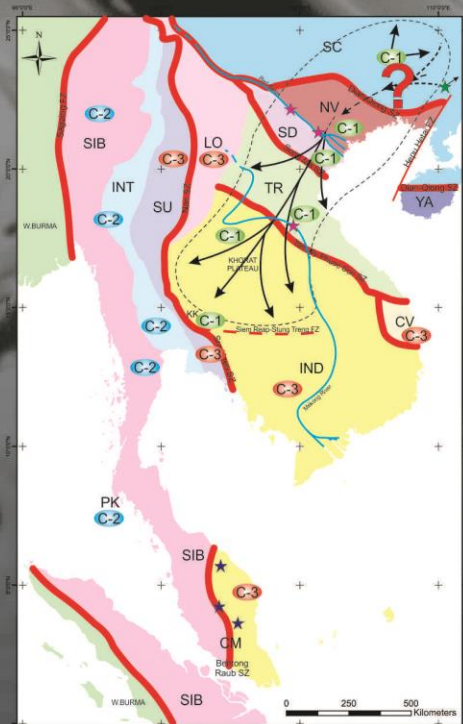 N
SC
C-1
?
SIB
C-2
NV
SD
C-1
LO
C-3
C-3
C-1
INT
TR
SU
YA
W.BURMA
C-2
C-1
KHORAT
PLATEAU
KK
C-1
Siem Reap-Stung Treng FZ
CV
C-3
C-2
C-3
C-2
IND
C-3
Mekong River
PK
C-2
SIB
C-3
CM
Bentong
Raub SZ
W.BURMA
SIB
0 250 500
Kilometers